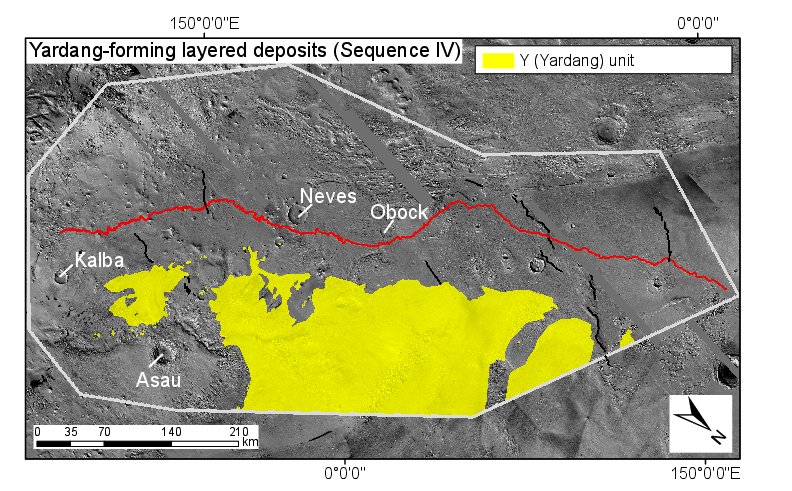 150°0'0"E
0°0'0"
Yardang-forming layered deposits (Sequence IV)
Y (Yardang) unit
Neves
Obock
Kalba
Asau
0 35 70 140 210
km
N
0°0'0"
150°0'0"E